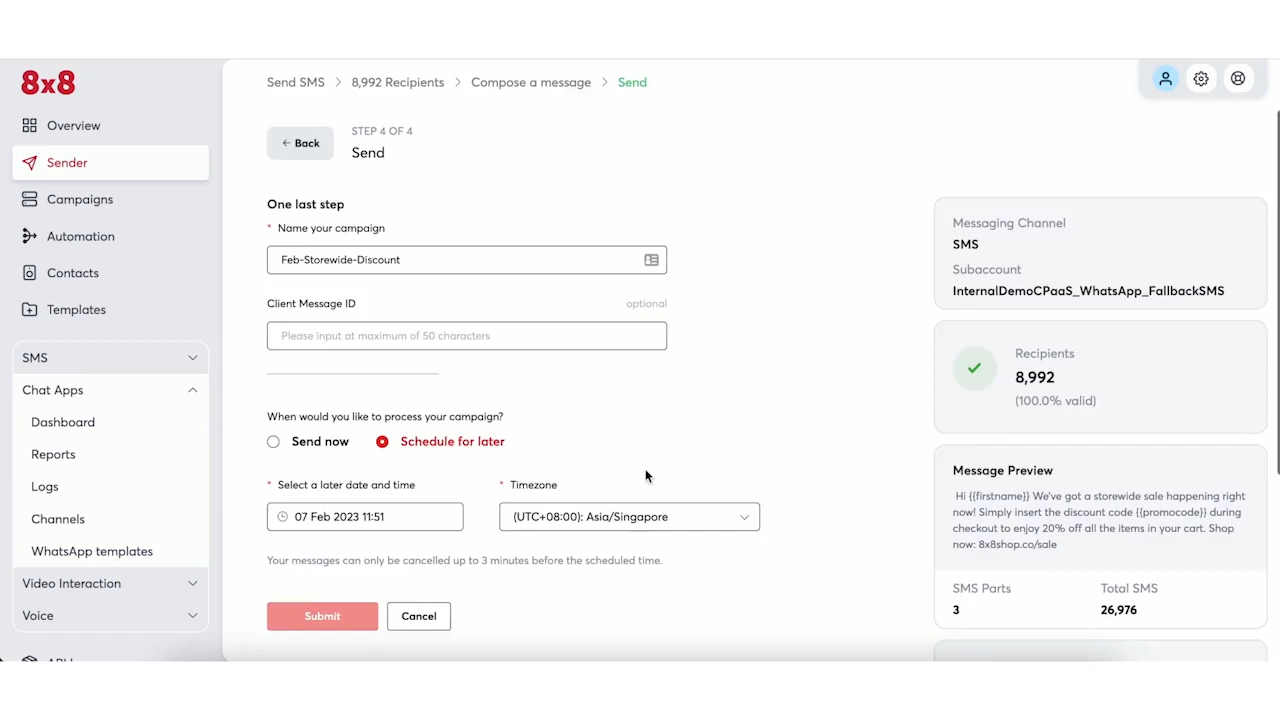 8x8
Overview
Sender
Campaigns
Automation
Contacts
Templates
SMS
Chat Apps
Dashboard
Reports
Logs
Channels
WhatsApp templates
Video Interaction
Voice
Send SMS > 8,992 Recipients > Compose a message > Send
← Back
STEP 4 OF 4
Send
One last step
* Name your campaign
Feb-Storewide-Discount
Client Message ID optional
Please input at maximum of 50 characters
When would you like to process your campaign?
Send now Schedule for later
* Select a later date and time * Timezone
07 Feb 2023 11:51 (UTC+08:00): Asia/Singapore
Your messages can only be cancelled up to 3 minutes before the scheduled time.
Submit Cancel
Messaging Channel
SMS
Subaccount
InternalDemoCPaaS_WhatsApp_FallbackSMS
Recipients
8,992
(100.0% valid)
Message Preview
Hi {{firstname}} We've got a storewide sale happening right
now! Simply insert the discount code {{promocode}} during
checkout to enjoy 20% off all the items in your cart. Shop
now: 8x8shop.co/sale
SMS Parts Total SMS
3 26,976